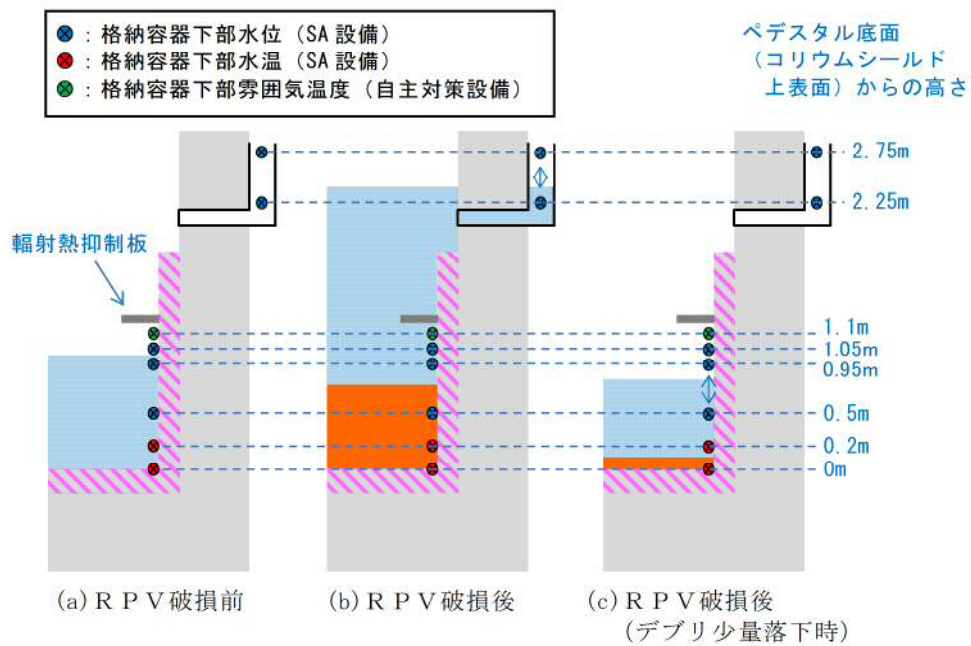 ：格納容器下部水位（SA設備）
：格納容器下部水温（SA設備）
：格納容器下部雰囲気温度（自主対策設備）
ペデスタル底面
（コリウムシールド
上表面）からの高さ
2.75m
2.25m
輻射熱抑制板
1.1m
1.05m
0.95m
0.5m
0.2m
0m
(a)ＲＰＶ破損前
(b)ＲＰＶ破損後
(c)ＲＰＶ破損後
（デブリ少量落下時）